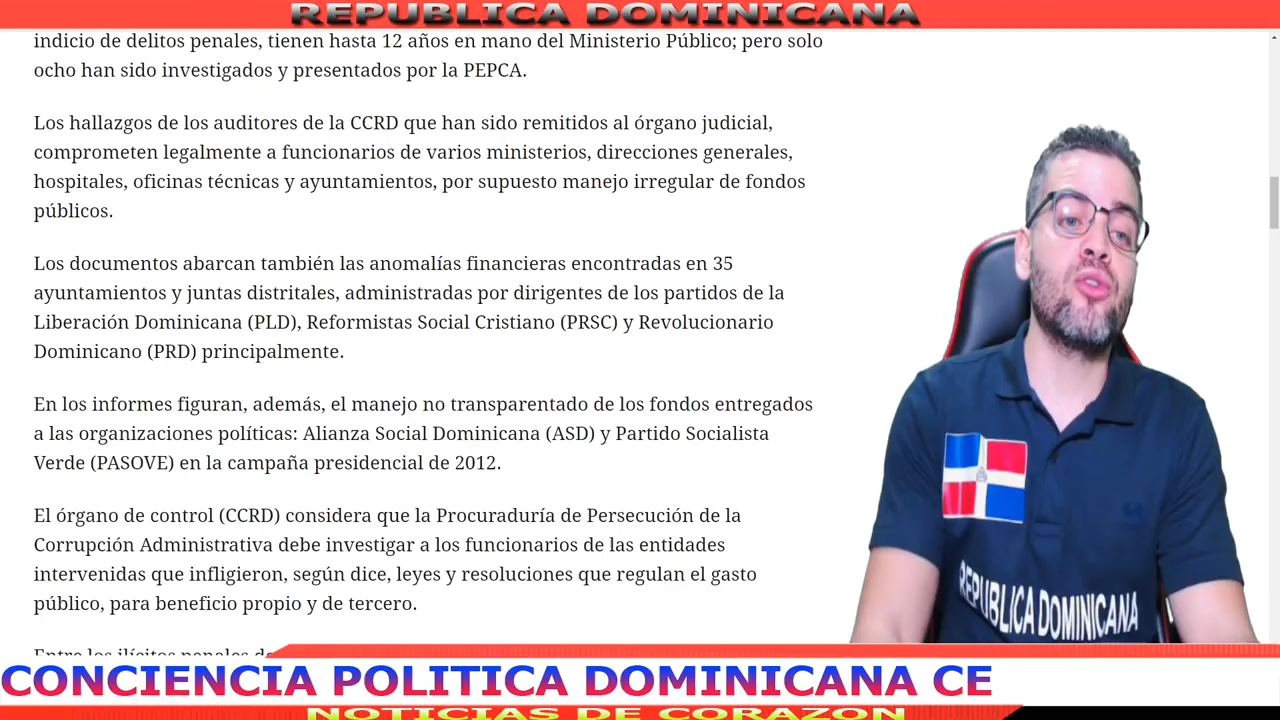 REPUBLICA DOMINICANA
indicio de delitos penales, tienen hasta 12 años en mano del Ministerio Público; pero solo
ocho han sido investigados y presentados por la PEPCA.
Los hallazgos de los auditores de la CCRD que han sido remitidos al órgano judicial,
comprometen legalmente a funcionarios de varios ministerios, direcciones generales,
hospitales, oficinas técnicas y ayuntamientos, por supuesto manejo irregular de fondos
públicos.
Los documentos abarcan también las anomalías financieras encontradas en 35
ayuntamientos y juntas distritales, administradas por dirigentes de los partidos de la
Liberación Dominicana (PLD), Reformistas Social Cristiano (PRSC) y Revolucionario
Dominicano (PRD) principalmente.
En los informes figuran, además, el manejo no transparentado de los fondos entregados
a las organizaciones políticas: Alianza Social Dominicana (ASD) y Partido Socialista
Verde (PASOVE) en la campaña presidencial de 2012.
El órgano de control (CCRD) considera que la Procuraduría de Persecución de la
Corrupción Administrativa debe investigar a los funcionarios de las entidades
intervenidas que infligieron, según dice, leyes y resoluciones que regulan el gasto
público, para beneficio propio y de tercero.
Entre los ilícitos penales de
REPUBLICA DOMINICANA
CONCIENCIA POLITICA DOMINICANA CE
NOTICIAS DE CORAZON